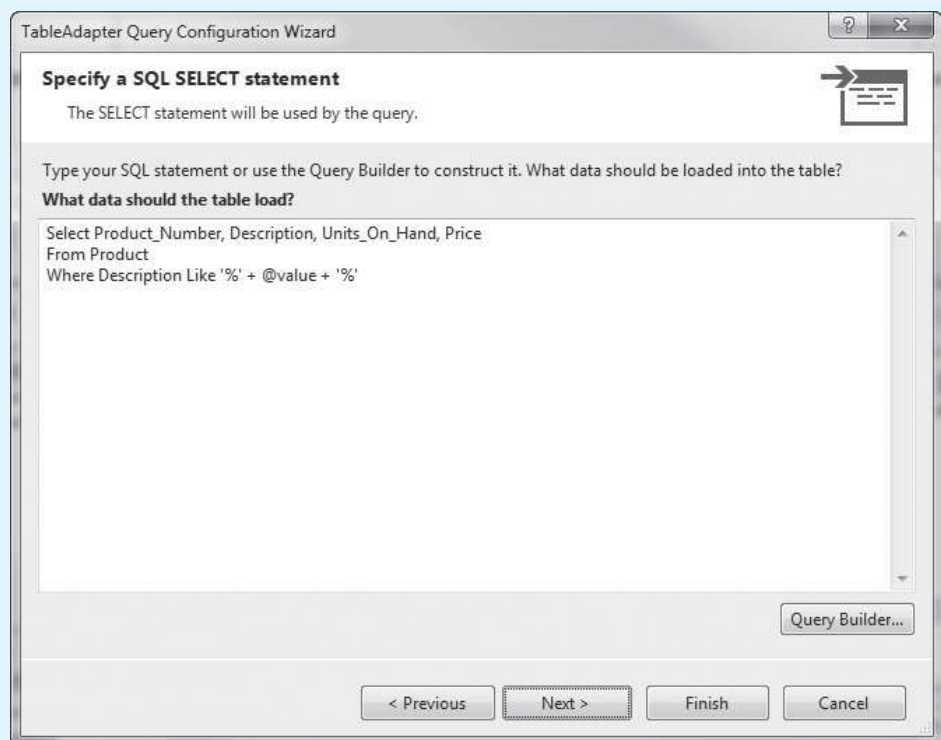 TableAdapter Query Configuration Wizard
Specify a SQL SELECT statement
The SELECT statement will be used by the query.
Type your SQL statement or use the Query Builder to construct it. What data should be loaded into the table?
What data should the table load?
Select Product_Number, Description, Units_On_Hand, Price
From Product
Where Description Like '%' + @value + '%'
Query Builder...
< Previous
Next >
Finish
Cancel